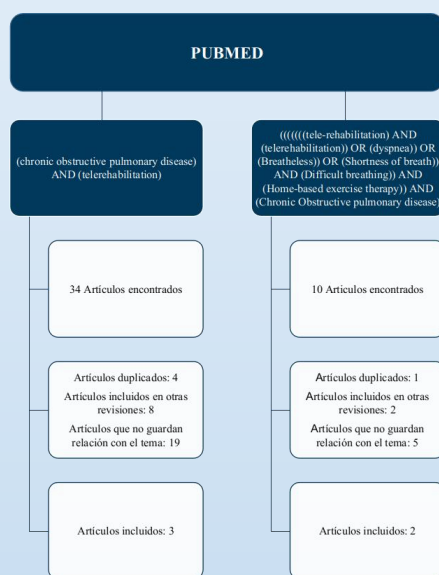 PUBMED
(chronic obstructive pulmonary disease)
AND (telerehabilitation)
34 Artículos encontrados
Artículos duplicados: 4
Artículos incluidos en otras
revisiones: 8
Artículos que no guardan
relación con el tema: 19
Artículos incluidos: 3
(((((((tele-rehabilitation) AND
(telerehabilitation)) OR (dyspnea)) OR
(Breatheless)) OR (Shortness of breath))
AND (Difficult breathing)) AND
(Home-based exercise therapy)) AND
(Chronic Obstructive pulmonary disease)
10 Artículos encontrados
Artículos duplicados: 1
Artículos incluidos en otras
revisiones: 2
Artículos que no guardan
relación con el tema: 5
Artículos incluidos: 2